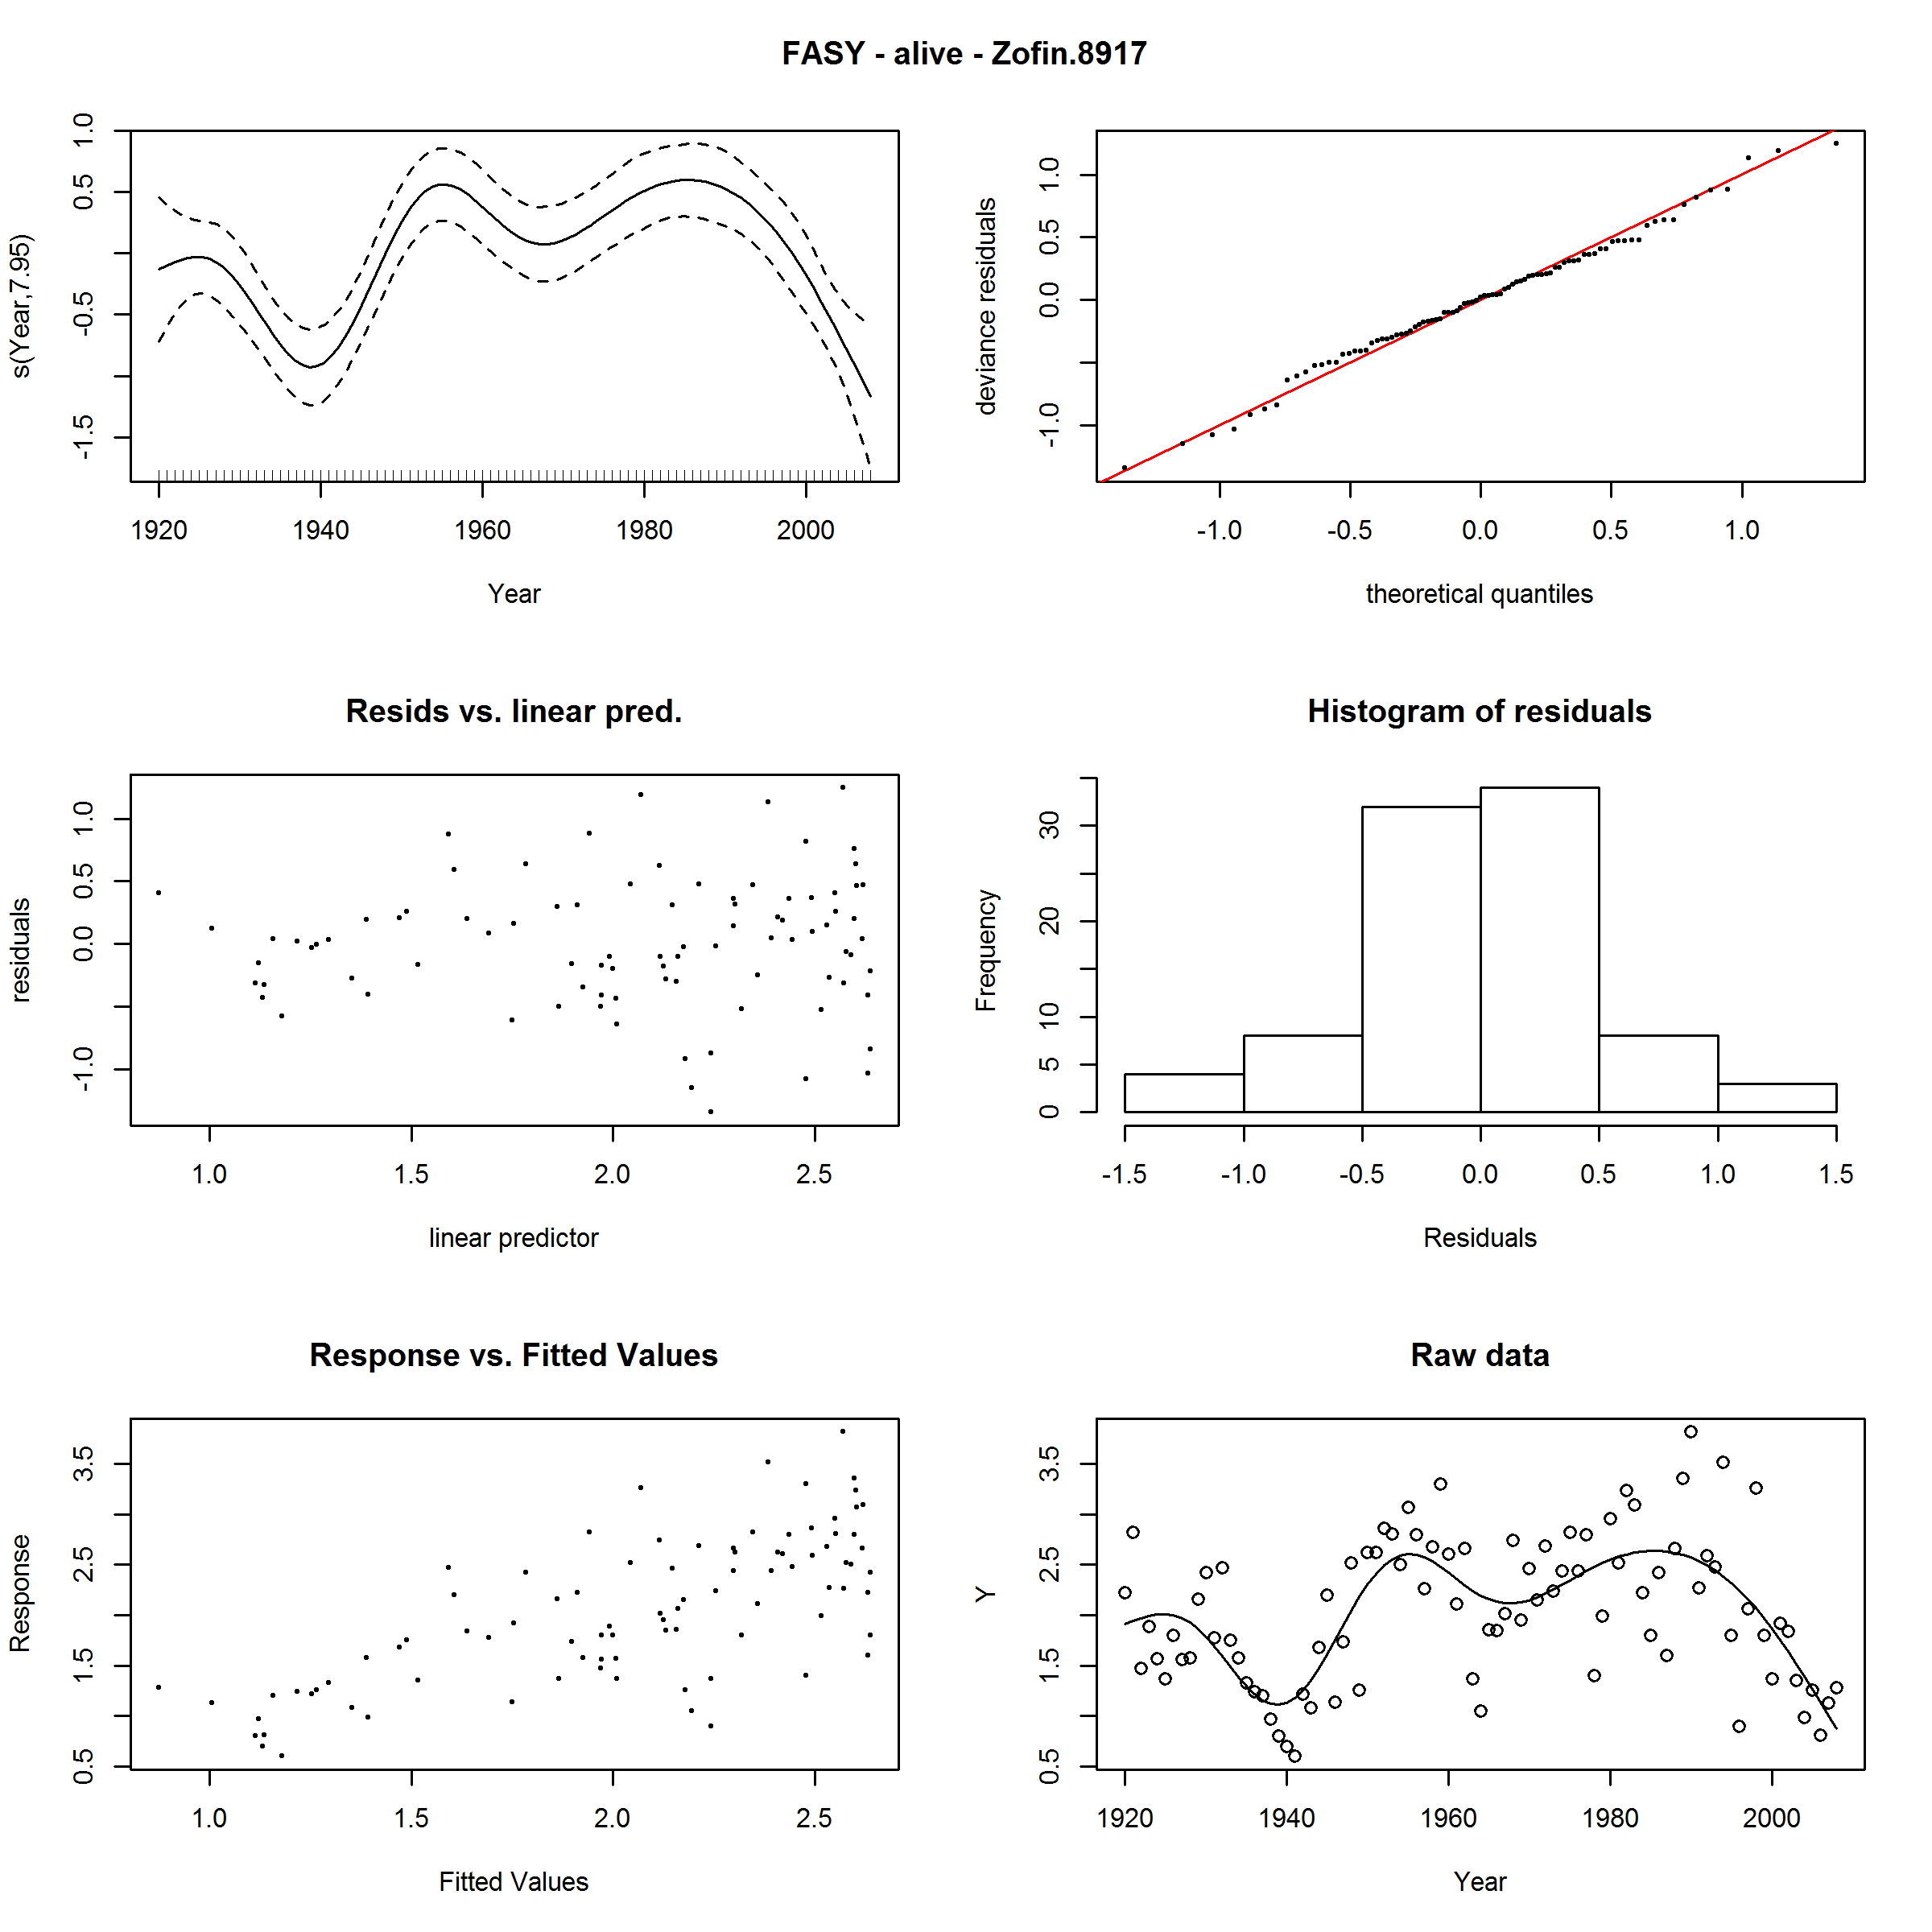 FASY - alive - Zofin.8917
s(Year,7.95)
-1.5 -0.5 0.5 1.0
1920 1940 1960 1980 2000
Year
deviance residuals
-1.0 0.0 0.5 1.0
-1.0 -0.5 0.0 0.5 1.0
theoretical quantiles
Resids vs. linear pred.
residuals
-1.0 0.0 0.5 1.0
1.0 1.5 2.0 2.5
linear predictor
Histogram of residuals
Frequency
0 5 10 20 30
-1.5 -1.0 -0.5 0.0 0.5 1.0 1.5
Residuals
Response vs. Fitted Values
Response
0.5 1.5 2.5 3.5
1.0 1.5 2.0 2.5
Fitted Values
Raw data
Y
0.5 1.5 2.5 3.5
1920 1940 1960 1980 2000
Year